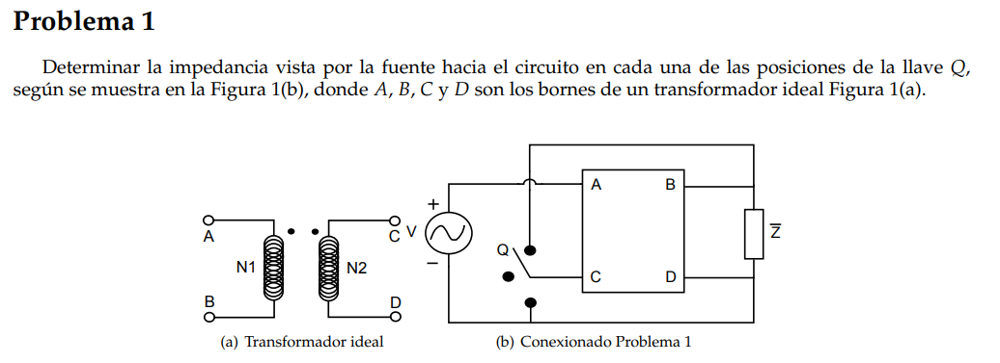 Problema 1
Determinar la impedancia vista por la fuente hacia el circuito en cada una de las posiciones de la llave Q,
según se muestra en la Figura 1(b), donde A, B, C y D son los bornes de un transformador ideal Figura 1(a).
A
B
N1
N2
C
D
(a) Transformador ideal
V
+
−
Q
A
B
C
D
Z̅
(b) Conexionado Problema 1